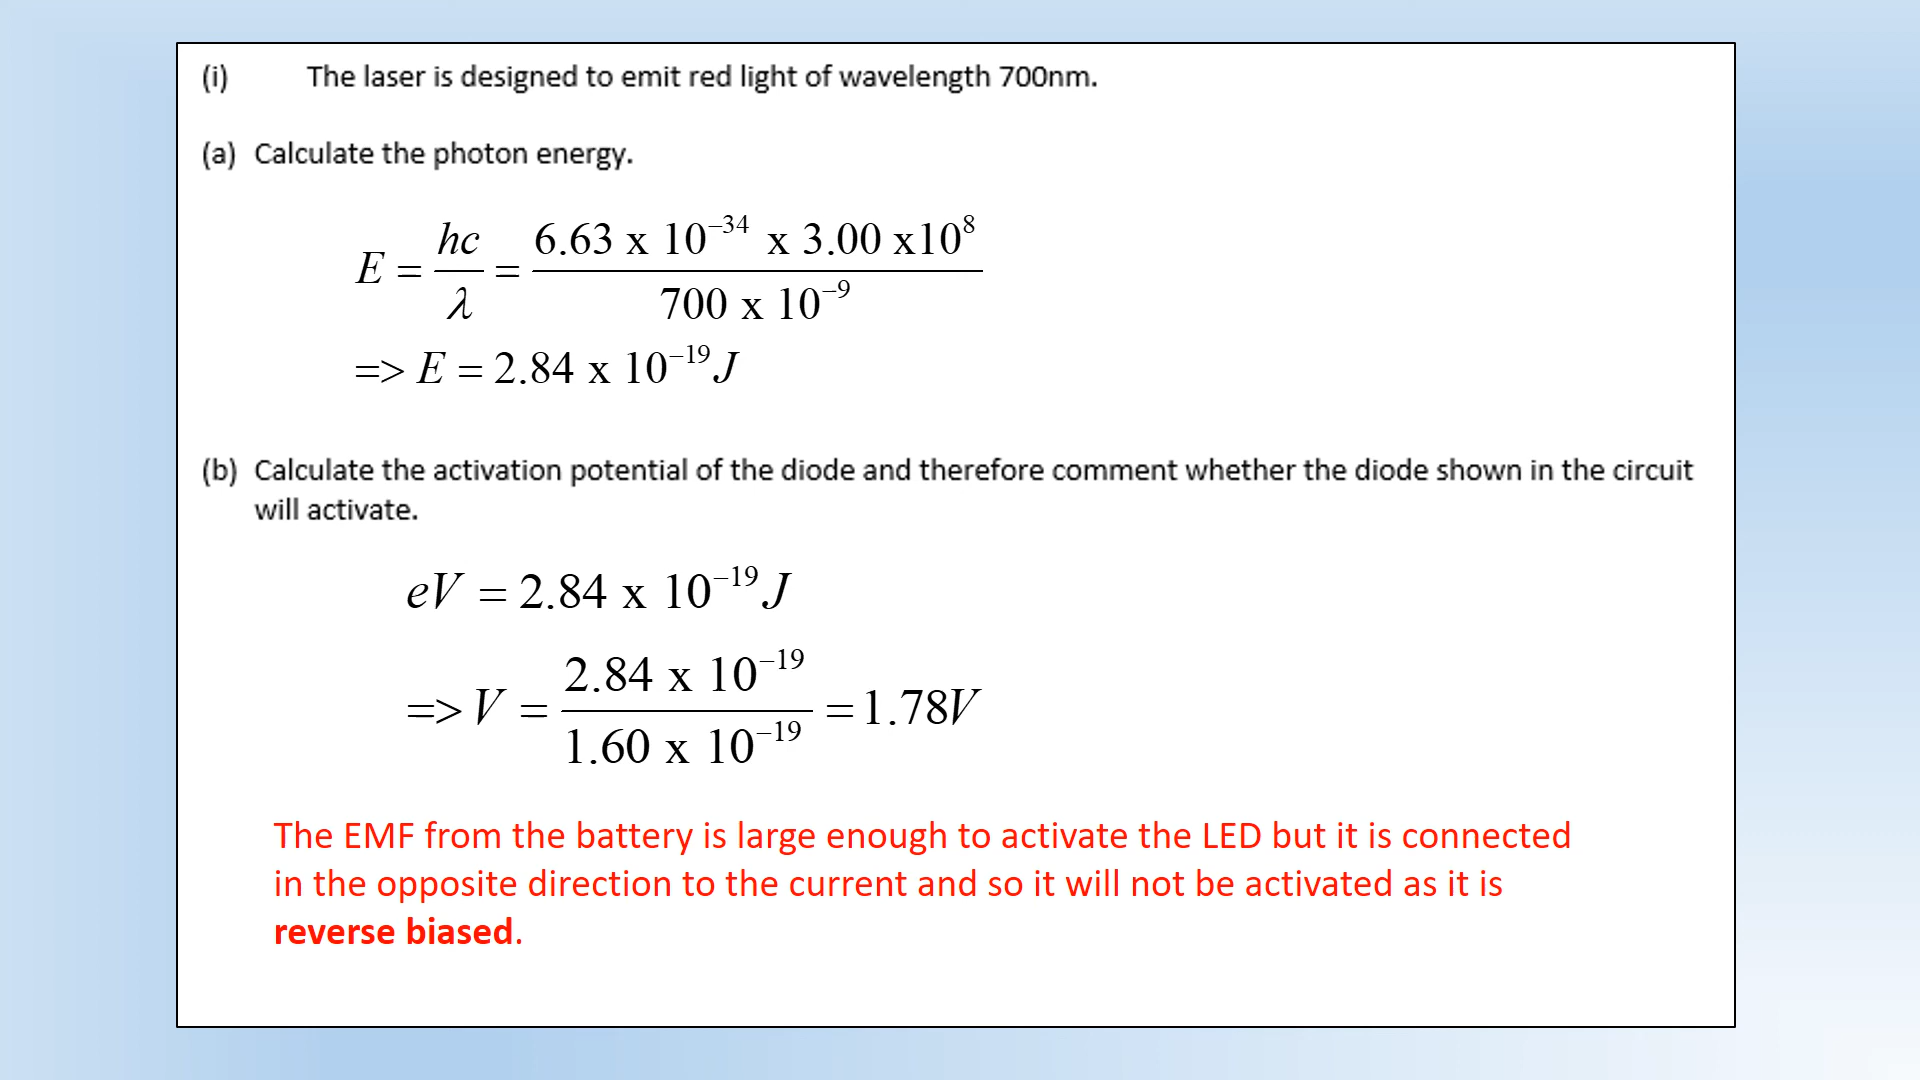 (i) The laser is designed to emit red light of wavelength 700nm.
(a) Calculate the photon energy.
E = hc/λ = 6.63 x 10⁻³⁴ x 3.00 x10⁸ / 700 x 10⁻⁹
=> E = 2.84 x 10⁻¹⁹ J
(b) Calculate the activation potential of the diode and therefore comment whether the diode shown in the circuit
will activate.
eV = 2.84 x 10⁻¹⁹ J
=> V = 2.84 x 10⁻¹⁹ / 1.60 x 10⁻¹⁹ = 1.78V
The EMF from the battery is large enough to activate the LED but it is connected
in the opposite direction to the current and so it will not be activated as it is
reverse biased.